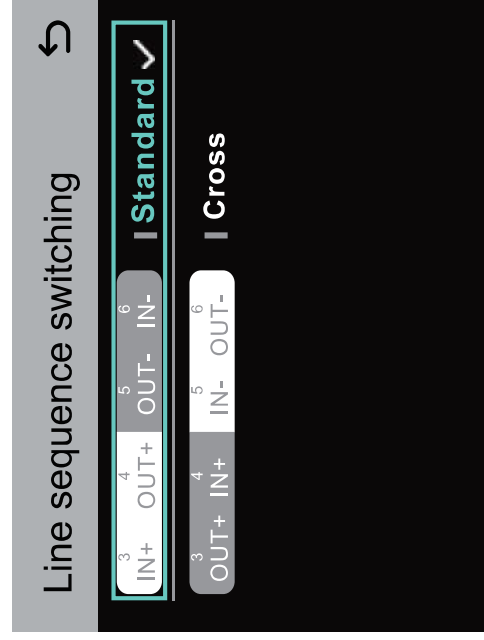 Line sequence switching
3 4 5 6
IN+ OUT+ OUT- IN- Standard
3 4 5 6
OUT+ IN+ IN- OUT- Cross